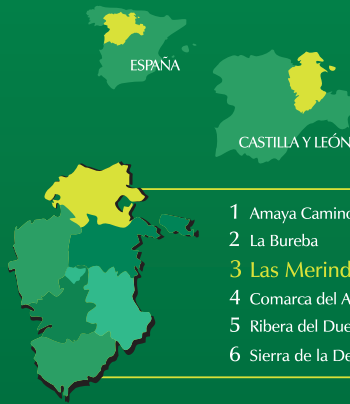 ESPAÑA
CASTILLA Y LEÓN
1 Amaya Camino
2 La Bureba
3 Las Merind
4 Comarca del A
5 Ribera del Due
6 Sierra de la De